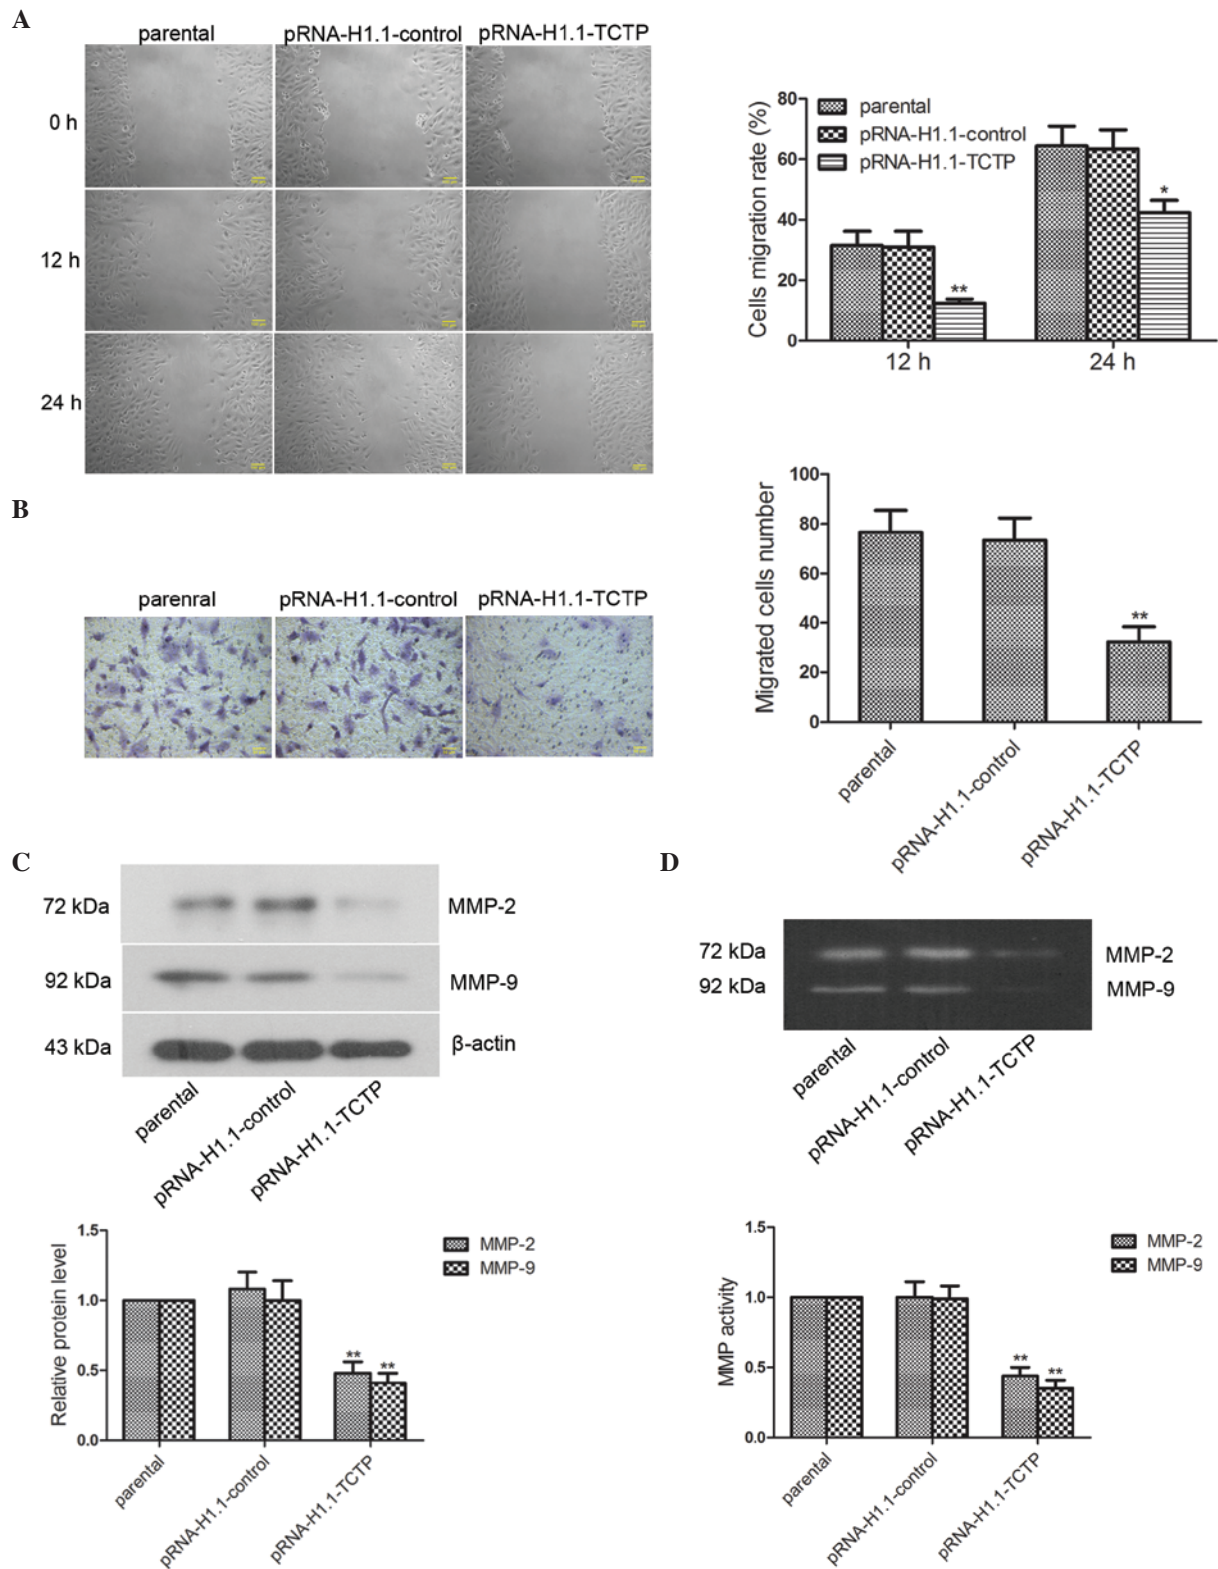 A
parental pRNA-H1.1-control pRNA-H1.1-TCTP
0 h
12 h
24 h
80
60
40
20
0
Cells migration rate (%)
parental
pRNA-H1.1-control
pRNA-H1.1-TCTP
**
*
12 h 24 h
B
parenral pRNA-H1.1-control pRNA-H1.1-TCTP
100
80
60
40
20
0
Migrated cells number
**
parental
pRNA-H1.1-control
pRNA-H1.1-TCTP
C
72 kDa MMP-2
92 kDa MMP-9
43 kDa β-actin
parental
pRNA-H1.1-control
pRNA-H1.1-TCTP
1.5
1.0
0.5
0.0
Relative protein level
MMP-2
MMP-9
** **
parental
pRNA-H1.1-control
pRNA-H1.1-TCTP
D
72 kDa MMP-2
92 kDa MMP-9
parental
pRNA-H1.1-control
pRNA-H1.1-TCTP
1.5
1.0
0.5
0.0
MMP activity
MMP-2
MMP-9
** **
parental
pRNA-H1.1-control
pRNA-H1.1-TCTP